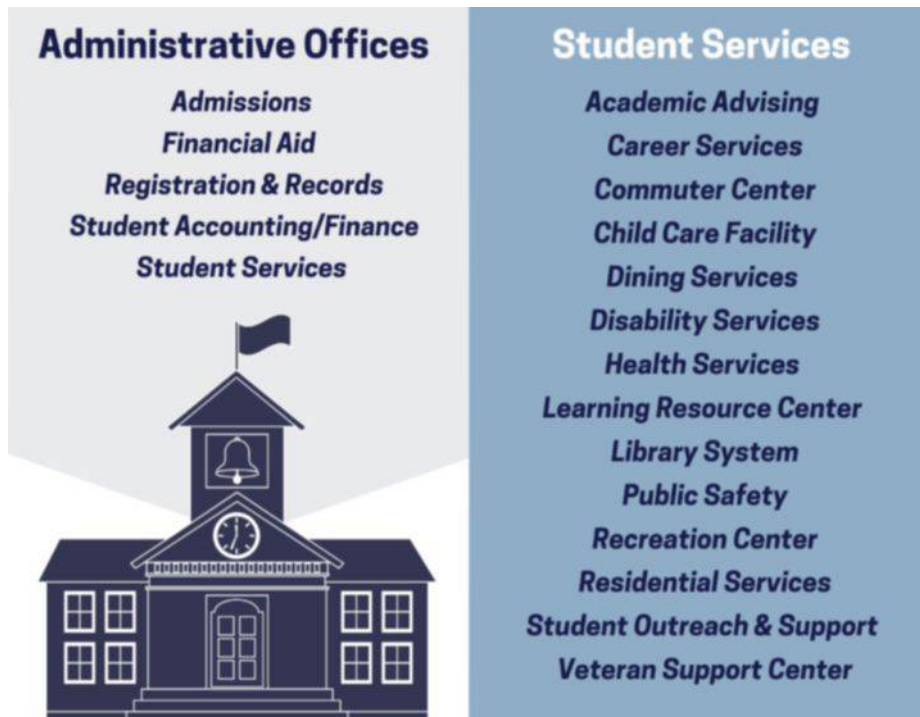 Administrative Offices
Admissions
Financial Aid
Registration & Records
Student Accounting/Finance
Student Services
Student Services
Academic Advising
Career Services
Commuter Center
Child Care Facility
Dining Services
Disability Services
Health Services
Learning Resource Center
Library System
Public Safety
Recreation Center
Residential Services
Student Outreach & Support
Veteran Support Center